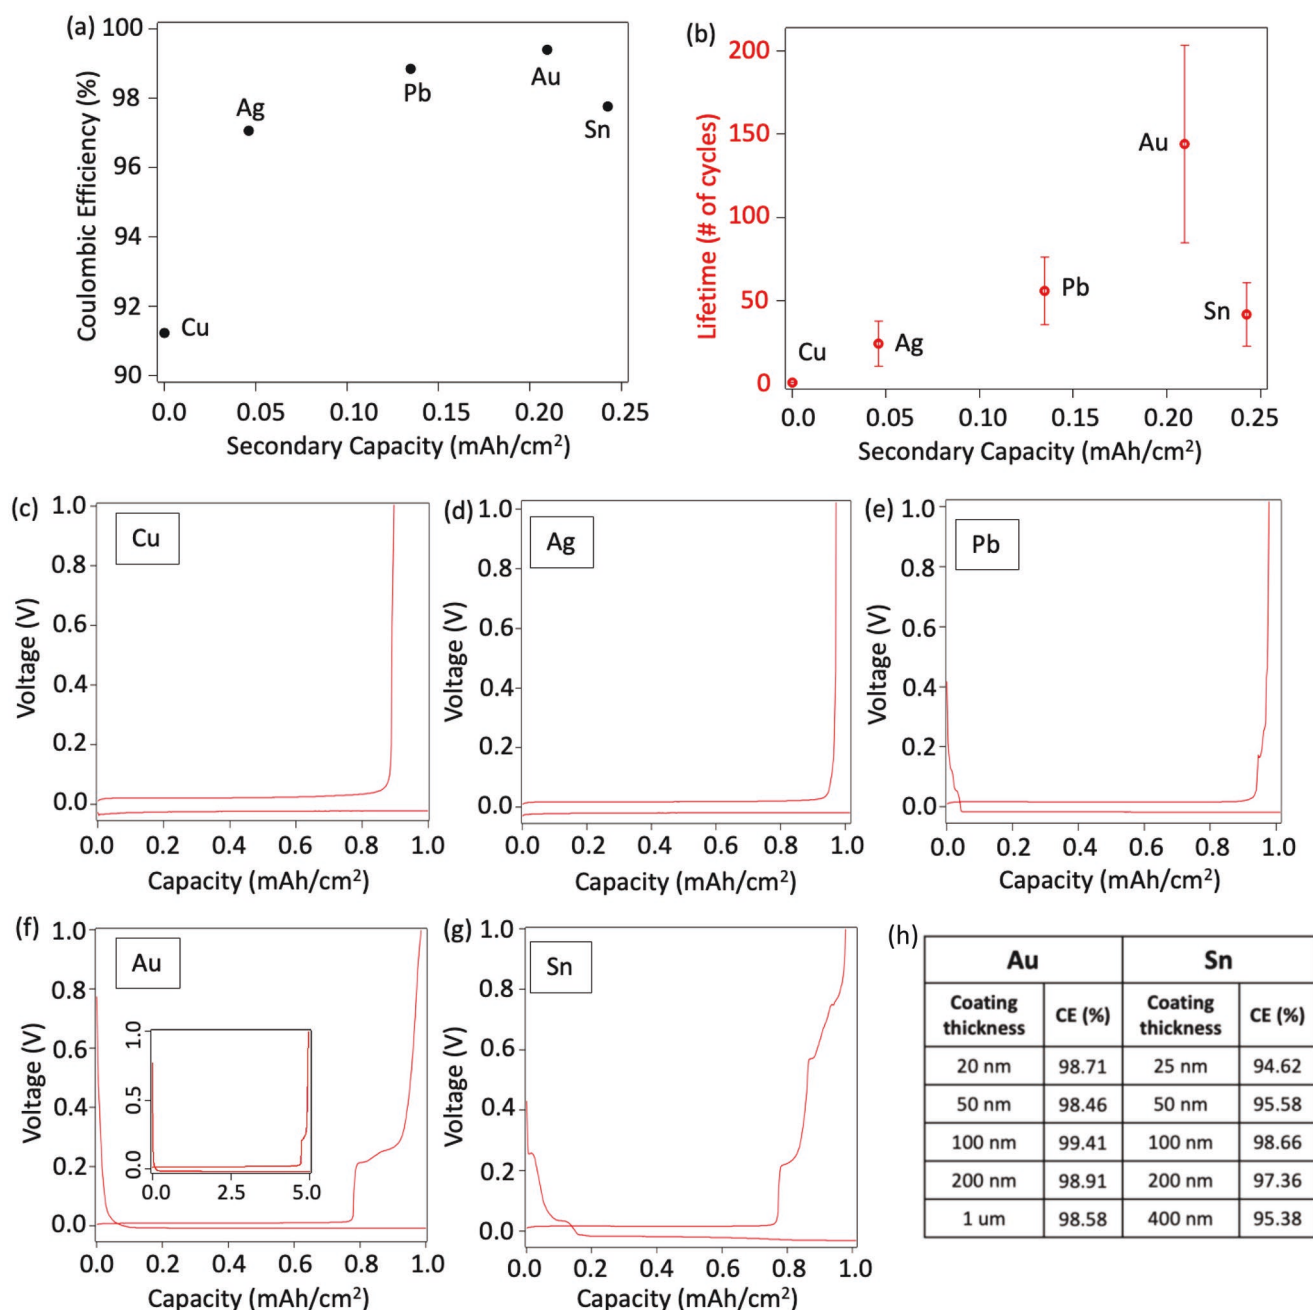 (a)
100
98
96
94
92
90
Coulombic Efficiency (%)
Cu
Ag
Pb
Au
Sn
0.0 0.05 0.10 0.15 0.20 0.25
Secondary Capacity (mAh/cm²)
(b)
200
150
100
50
0
Lifetime (# of cycles)
Cu
Ag
Pb
Au
Sn
0.0 0.05 0.10 0.15 0.20 0.25
Secondary Capacity (mAh/cm²)
(c)
Cu
1.0
0.8
0.6
0.4
0.2
0.0
Voltage (V)
0.0 0.2 0.4 0.6 0.8 1.0
Capacity (mAh/cm²)
(d)
Ag
1.0
0.8
0.6
0.4
0.2
0.0
Voltage (V)
0.0 0.2 0.4 0.6 0.8 1.0
Capacity (mAh/cm²)
(e)
Pb
1.0
0.8
0.6
0.4
0.2
0.0
Voltage (V)
0.0 0.2 0.4 0.6 0.8 1.0
Capacity (mAh/cm²)
(f)
Au
1.0
0.8
0.6
0.4
0.2
0.0
Voltage (V)
1.0
0.5
0.0
0.0 2.5 5.0
0.0 0.2 0.4 0.6 0.8 1.0
Capacity (mAh/cm²)
(g)
Sn
1.0
0.8
0.6
0.4
0.2
0.0
Voltage (V)
0.0 0.2 0.4 0.6 0.8 1.0
Capacity (mAh/cm²)
(h)
Au Sn
Coating thickness CE (%) Coating thickness CE (%)
20 nm 98.71 25 nm 94.62
50 nm 98.46 50 nm 95.58
100 nm 99.41 100 nm 98.66
200 nm 98.91 200 nm 97.36
1 um 98.58 400 nm 95.38